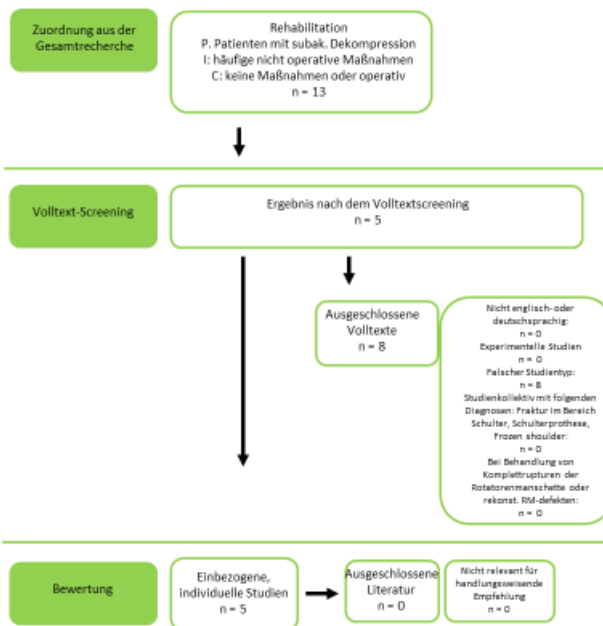 Zuordnung aus der
Gesamtrecherche
Rehabilitation
P. Patienten mit subak. Dekompression
I: häufige nicht operative Maßnahmen
C: keine Maßnahmen oder operativ
n = 13
Volltext-Screening
Ergebnis nach dem Volltextscreening
n = 5
Ausgeschlossene
Volltexte
n = 8
Nicht englisch-oder
deutschsprachig:
n = 0
Experimentelle Studien
n = 0
Falscher Studientyp:
n = 8
Studienkollektiv mit folgenden
Diagnosen: Fraktur im Bereich
Schulter, Schulterprothese,
Frozen shoulder:
n = 0
Bei Behandlung von
Komplettrupturen der
Rotatorenmanschette oder
rekonst. RM-defekten:
n = 0
Bewertung
Einbezogene,
individuelle Studien
n = 5
Ausgeschlossene
Literatur
n = 0
Nicht relevant für
handlungsweisende
Empfehlung
n = 0